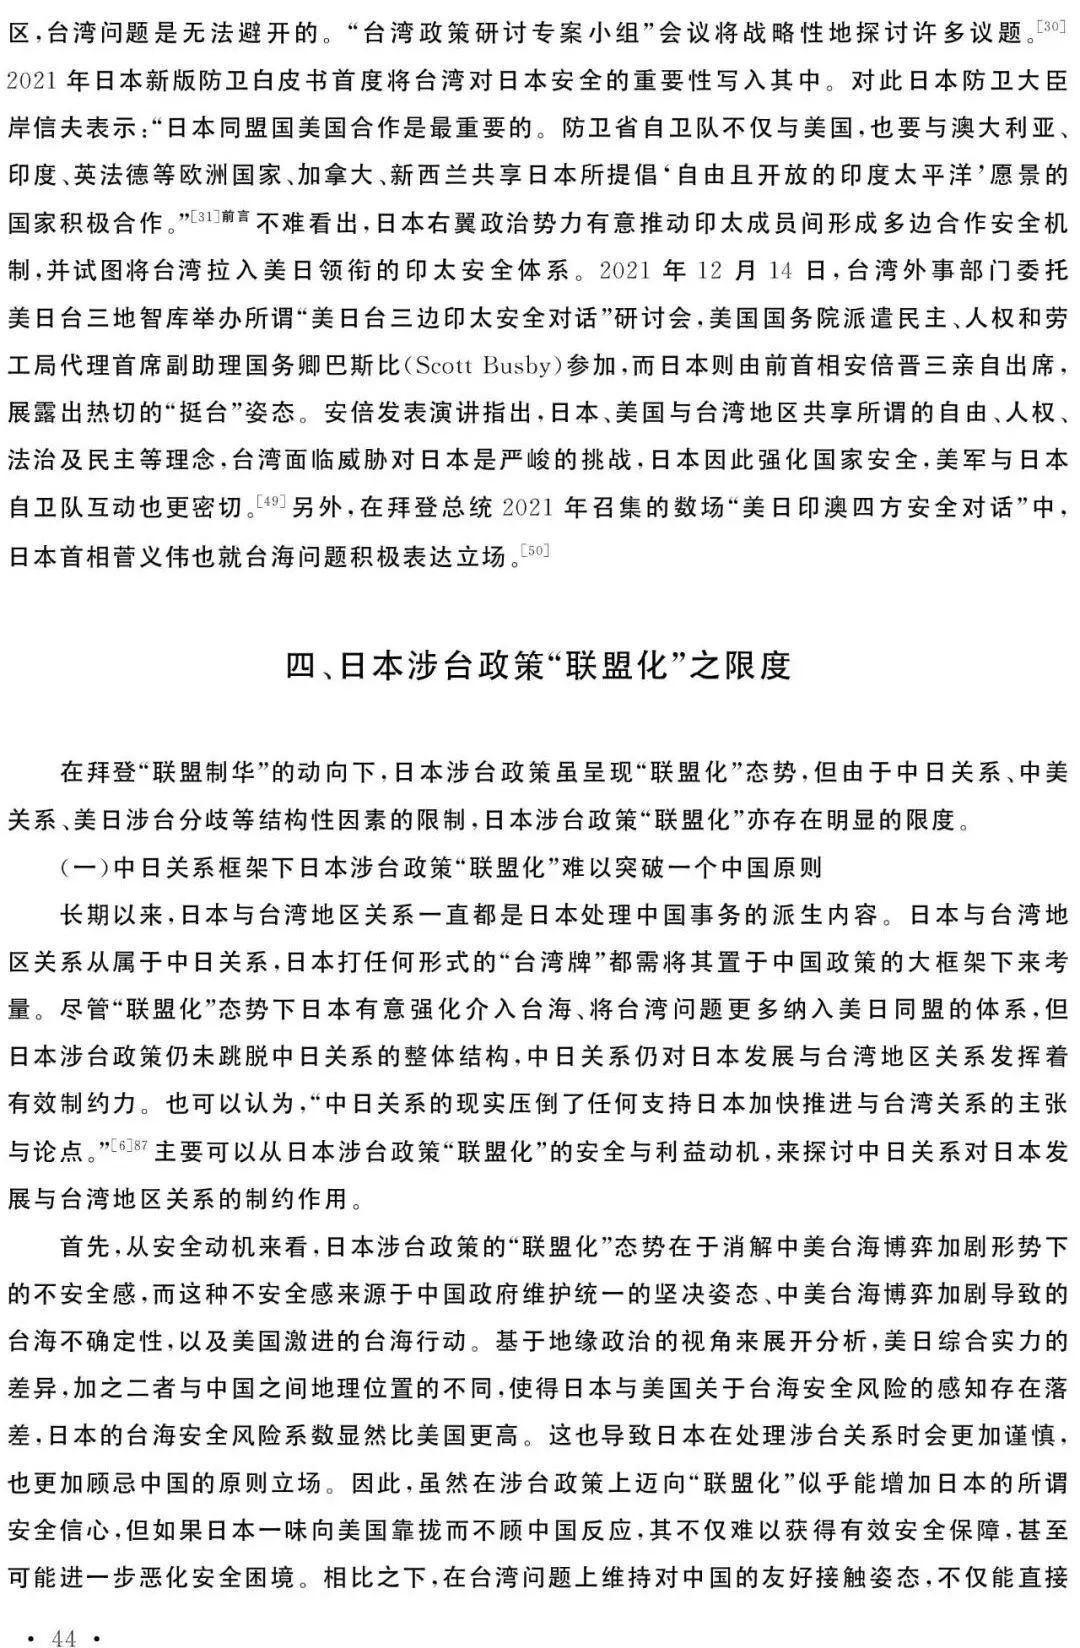 区,台湾问题是无法避开的。“台湾政策研讨专案小组”会议将战略性地探讨许多议题。[30]
2021 年日本新版防卫白皮书首度将台湾对日本安全的重要性写入其中。对此日本防卫大臣
岸信夫表示:“日本同盟国美国合作是最重要的。防卫省自卫队不仅与美国,也要与澳大利亚、
印度、英法德等欧洲国家、加拿大、新西兰共享日本所提倡‘自由且开放的印度太平洋’愿景的
国家积极合作。”[31]前言 不难看出,日本右翼政治势力有意推动印太成员间形成多边合作安全机
制,并试图将台湾拉入美日领衔的印太安全体系。2021 年 12 月 14 日,台湾外事部门委托
美日台三地智库举办所谓“美日台三边印太安全对话”研讨会,美国国务院派遣民主、人权和劳
工局代理首席副助理国务卿巴斯比(Scott Busby)参加,而日本则由前首相安倍晋三亲自出席,
展露出热切的“挺台”姿态。安倍发表演讲指出,日本、美国与台湾地区共享所谓的自由、人权、
法治及民主等理念,台湾面临威胁对日本是严峻的挑战,日本因此强化国家安全,美军与日本
自卫队互动也更密切。[49] 另外,在拜登总统 2021 年召集的数场“美日印澳四方安全对话”中,
日本首相菅义伟也就台海问题积极表达立场。[50]
四、日本涉台政策“联盟化”之限度
在拜登“联盟制华”的动向下,日本涉台政策虽呈现“联盟化”态势,但由于中日关系、中美
关系、美日涉台分歧等结构性因素的限制,日本涉台政策“联盟化”亦存在明显的限度。
(一)中日关系框架下日本涉台政策“联盟化”难以突破一个中国原则
长期以来,日本与台湾地区关系一直都是日本处理中国事务的派生内容。日本与台湾地
区关系从属于中日关系,日本打任何形式的“台湾牌”都需将其置于中国政策的大框架下来考
量。尽管“联盟化”态势下日本有意强化介入台海、将台湾问题更多纳入美日同盟的体系,但
日本涉台政策仍未跳脱中日关系的整体结构,中日关系仍对日本发展与台湾地区关系发挥着
有效制约力。也可以认为,“中日关系的现实压倒了任何支持日本加快推进与台湾关系的主张
与论点。”[6]87 主要可以从日本涉台政策“联盟化”的安全与利益动机,来探讨中日关系对日本发
展与台湾地区关系的制约作用。
首先,从安全动机来看,日本涉台政策的“联盟化”态势在于消解中美台海博弈加剧形势下
的不安全感,而这种不安全感来源于中国政府维护统一的坚决姿态、中美台海博弈加剧导致的
台海不确定性,以及美国激进的台海行动。基于地缘政治的视角来展开分析,美日综合实力的
差异,加之二者与中国之间地理位置的不同,使得日本与美国关于台海安全风险的感知存在落
差,日本的台海安全风险系数显然比美国更高。这也导致日本在处理涉台关系时会更加谨慎,
也更加顾忌中国的原则立场。因此,虽然在涉台政策上迈向“联盟化”似乎能增加日本的所谓
安全信心,但如果日本一味向美国靠拢而不顾中国反应,其不仅难以获得有效安全保障,甚至
可能进一步恶化安全困境。相比之下,在台湾问题上维持对中国的友好接触姿态,不仅能直接
· 44 ·